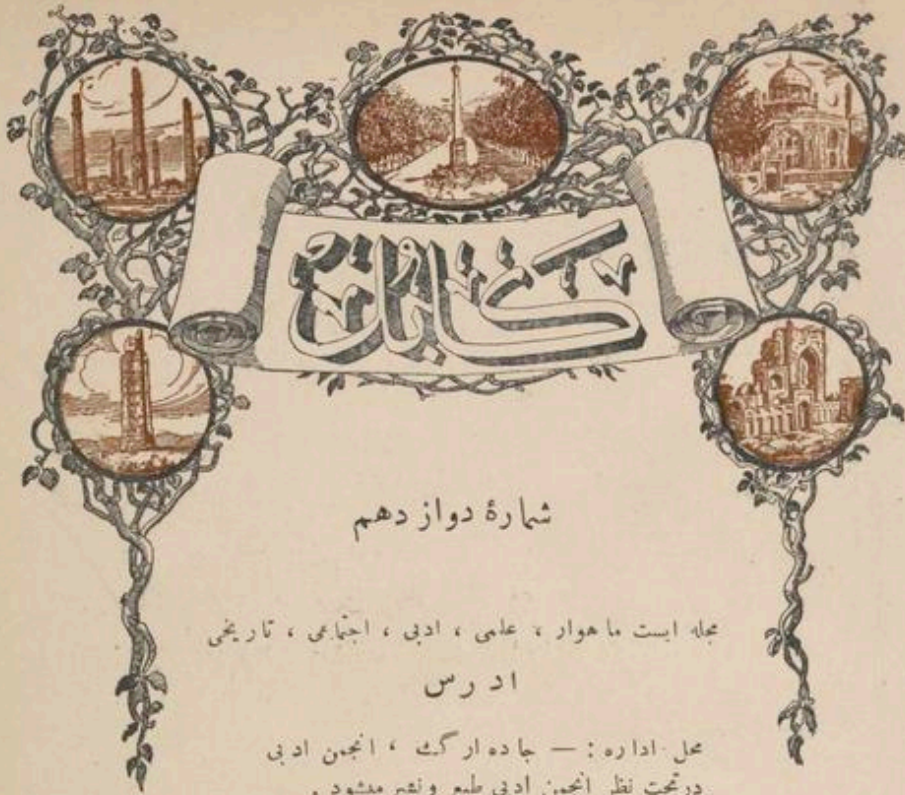 کابل
شمارهٔ دوازدهم
مجله ایست ماهوار ، علمی ، ادبی ، اجتماعی ، تاریخی
ادرس
محل اداره : — جاده ارگ ، انجمن ادبی
درتحت نظر انجمن ادبی طبع ونشر میشود .